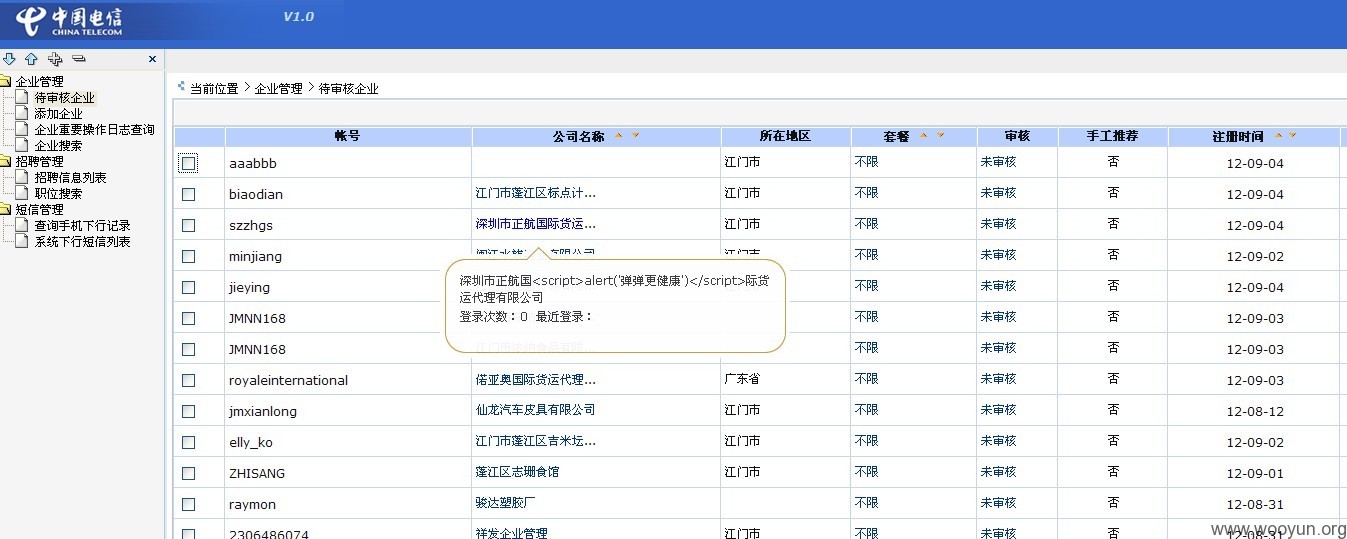 中国电信
CHINA TELECOM
V1.0
企业管理
待审核企业
添加企业
企业重要操作日志查询
企业搜索
招聘管理
招聘信息列表
职位搜索
短信管理
查询手机下行记录
系统下行短信列表
当前位置 > 企业管理 > 待审核企业
帐号 公司名称 所在地区 套餐 审核 手工推荐 注册时间
aaabbb 江门市 不限 未审核 否 12-09-04
biaodian 江门市蓬江区标点计... 江门市 不限 未审核 否 12-09-04
szzhgs 深圳市正航国际货运... 江门市 不限 未审核 否 12-09-04
minjiang 江门市 不限 未审核 否 12-09-02
深圳市正航国<script>alert('弹弹更健康')</script>际货
运代理有限公司
登录次数：0 最近登录：
jieying 不限 未审核 否 12-09-04
JMNN168 不限 未审核 否 12-09-03
JMNN168 不限 未审核 否 12-09-03
royaleinternational 偌亚奥国际货运代理... 广东省 不限 未审核 否 12-09-03
jmxianlong 仙龙汽车皮具有限公司 江门市 不限 未审核 否 12-08-12
elly_ko 江门市蓬江区吉米坛... 江门市 不限 未审核 否 12-09-02
ZHISANG 蓬江区志珊食馆 江门市 不限 未审核 否 12-09-01
raymon 骏达塑胶厂 不限 未审核 否 12-08-31
2306486074 祥发企业管理 江门市 不限 未审核 否 12-08-31
www.wooyun.org